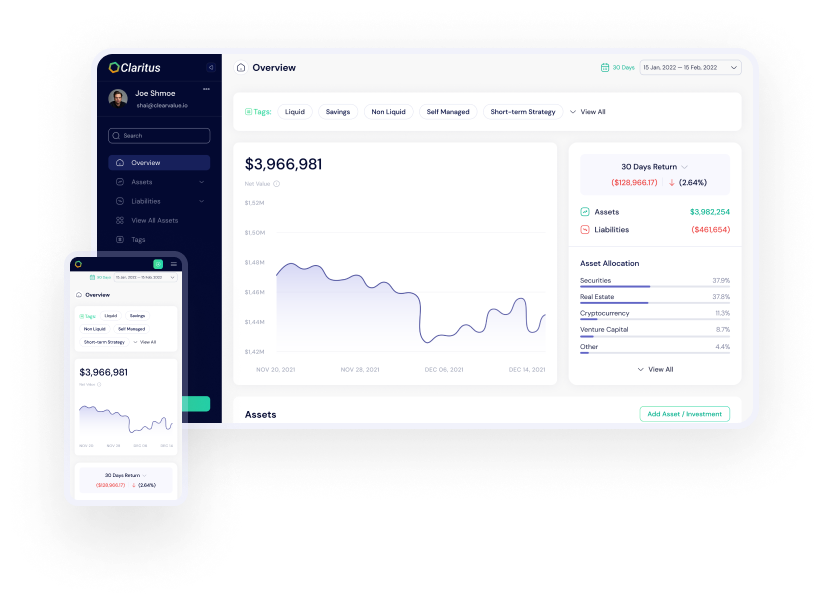 Claritus
Joe Shmoe
shai@clearvalue.io
Search
Overview
Assets
Liabilities
View All Assets
Tags
Overview
30 Days
15 Jan, 2022 — 15 Feb, 2022
Tags:
Liquid
Savings
Non Liquid
Self Managed
Short-term Strategy
View All
$3,966,981
Net Value
$1,52M
$1.50M
$1.48M
$1.46M
$1.44M
$1.42M
NOV 20, 2021
NOV 28, 2021
DEC 06, 2021
DEC 14, 2021
30 Days Return
($128,966.17)
(2.64%)
Assets
$3,982,254
Liabilities
($461,654)
Asset Allocation
Securities
37.9%
Real Estate
37.8%
Cryptocurrency
11.3%
Venture Capital
8.7%
Other
4.4%
View All
Assets
Add Asset / Investment
30 Days
15 Jan, 2022 — 15 Feb, 2022
Overview
Tags:
Liquid
Savings
Non Liquid
Self Managed
Short-term Strategy
View All
$3,966,981
Net Value
NOV 20
NOV 28
DEC 06
DEC 14
30 Days Return
($128,966.17)
(2.64%)